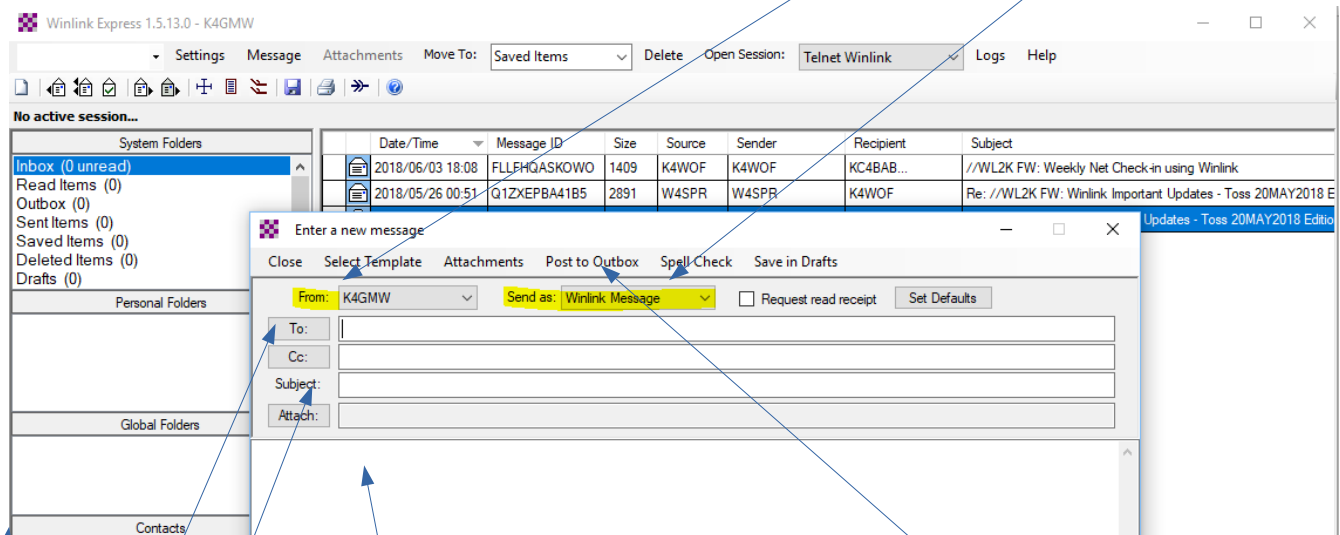 Winlink Express 1.5.13.0 - K4GMW
Settings Message Attachments Move To: Saved Items Delete Open Session: Telnet Winlink Logs Help
No active session...
System Folders
Date/Time Message ID Size Source Sender Recipient Subject
Inbox (0 unread)
2018/06/03 18:08 FLLFHQASKOWO 1409 K4WOF K4WOF KC4BAB... //WL2K FW: Weekly Net Check-in using Winlink
Read Items (0)
2018/05/26 00:51 Q1ZXEPBA41B5 2891 W4SPR W4SPR K4WOF Re: //WL2K FW: Winlink Important Updates - Toss 20MAY2018 E
Outbox (0)
Sent Items (0)
Updates - Toss 20MAY2018 Editio
Saved Items (0)
Deleted Items (0)
Drafts (0)
Personal Folders
Global Folders
Contacts
Enter a new message
Close Select Template Attachments Post to Outbox Spell Check Save in Drafts
From: K4GMW Send as: Winlink Message Request read receipt Set Defaults
To:
Cc:
Subject:
Attach: